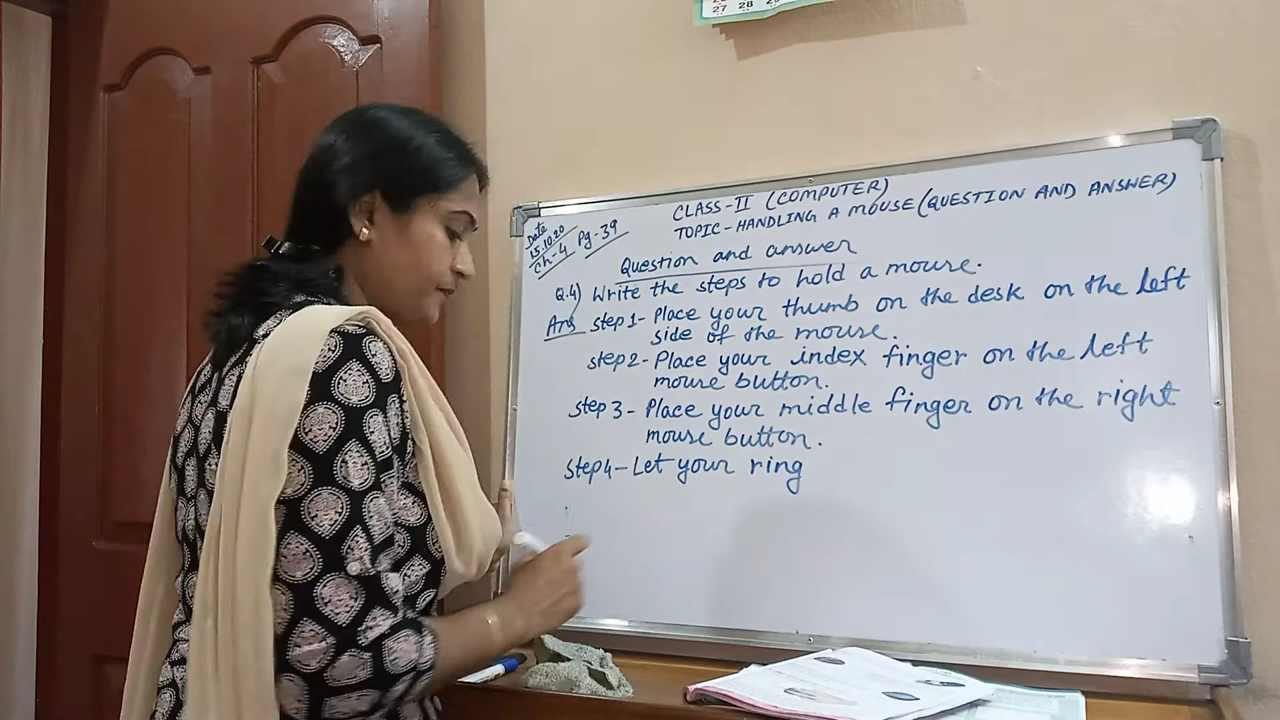 27 28
Date
15.10.20
Ch-4 Pg-39
CLASS-II (COMPUTER)
TOPIC-HANDLING A MOUSE (QUESTION AND ANSWER)
Question and answer
Q.4) Write the steps to hold a mouse.
Ans step 1- Place your thumb on the desk on the left
side of the mouse.
step 2- Place your index finger on the left
mouse button.
Step 3- Place your middle finger on the right
mouse button.
Step4-Let your ring